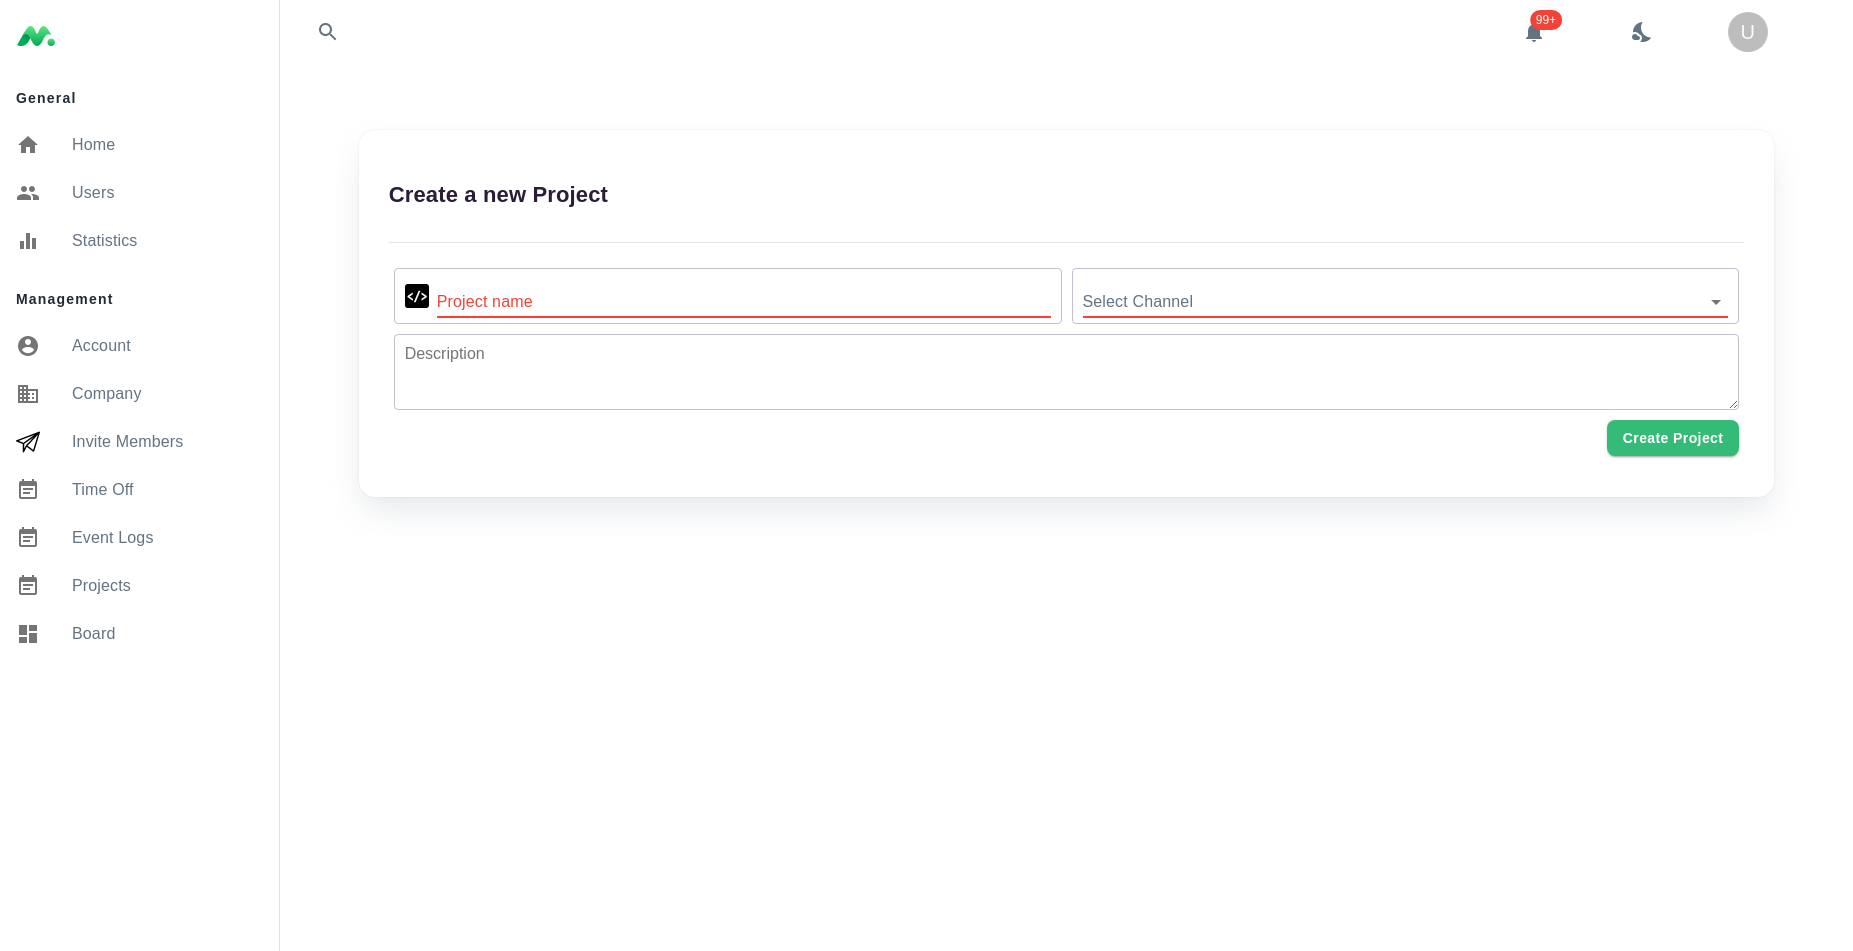 99+
U
General
Home
Users
Statistics
Management
Account
Company
Invite Members
Time Off
Event Logs
Projects
Board
Create a new Project
</> Project name
Select Channel
Description
Create Project